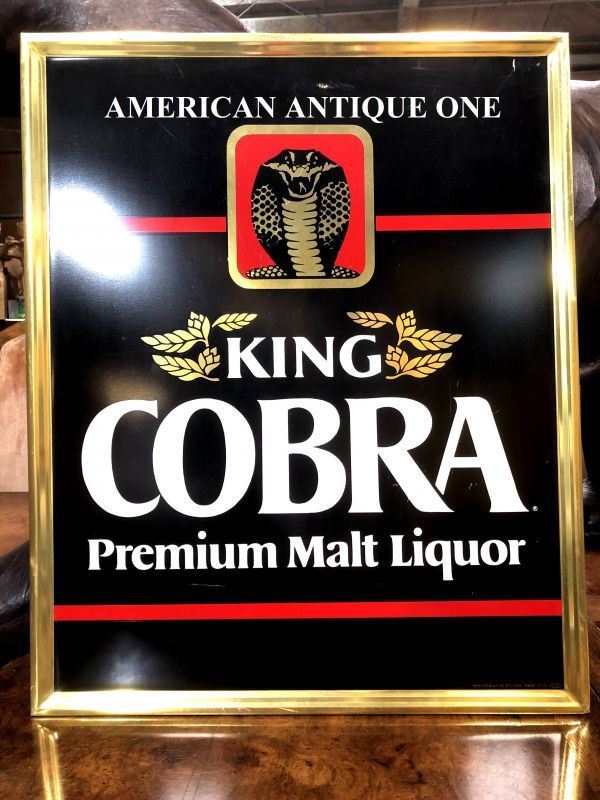 AMERICAN ANTIQUE ONE
KING
COBRA
Premium Malt Liquor